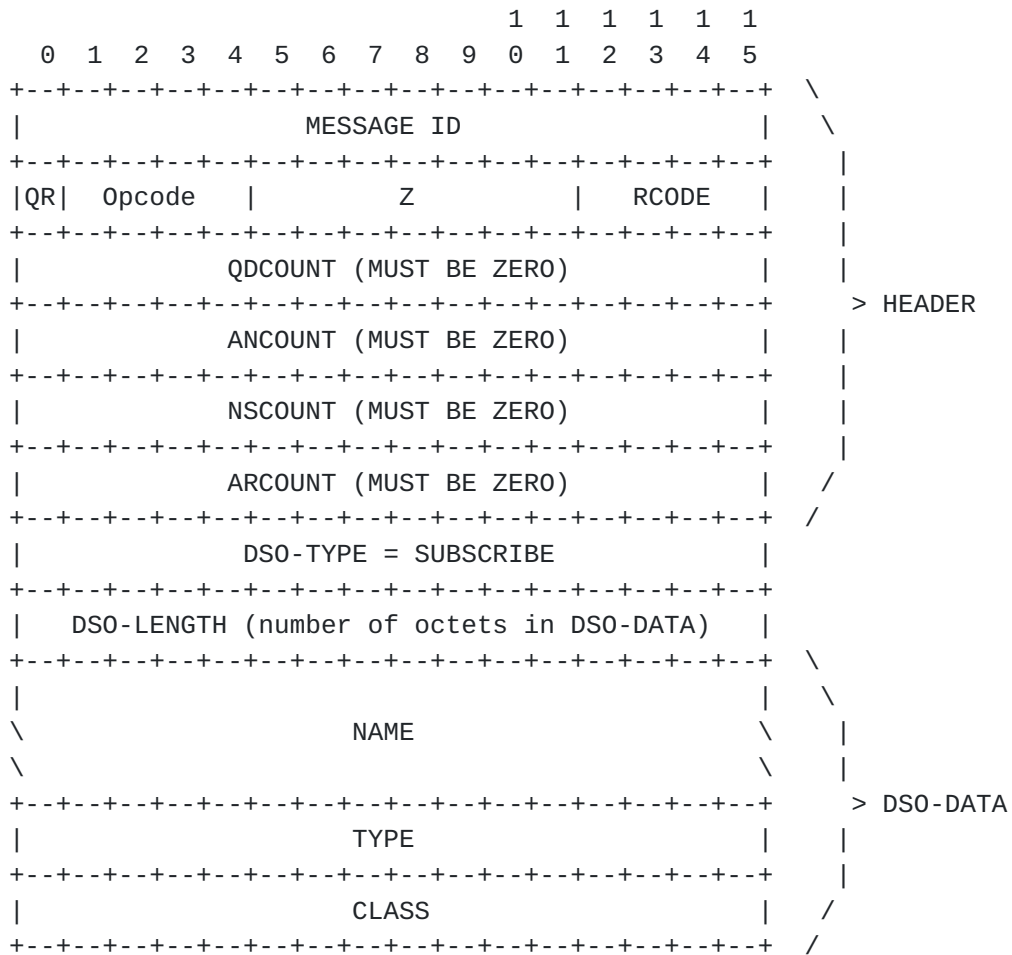 1  1  1  1  1  1
  0  1  2  3  4  5  6  7  8  9  0  1  2  3  4  5
+--+--+--+--+--+--+--+--+--+--+--+--+--+--+--+--+  \
|                  MESSAGE ID                   |   \
+--+--+--+--+--+--+--+--+--+--+--+--+--+--+--+--+    |
|QR|  Opcode   |         Z          |   RCODE   |    |
+--+--+--+--+--+--+--+--+--+--+--+--+--+--+--+--+    |
|             QDCOUNT (MUST BE ZERO)            |    |
+--+--+--+--+--+--+--+--+--+--+--+--+--+--+--+--+     > HEADER
|             ANCOUNT (MUST BE ZERO)            |    |
+--+--+--+--+--+--+--+--+--+--+--+--+--+--+--+--+    |
|             NSCOUNT (MUST BE ZERO)            |    |
+--+--+--+--+--+--+--+--+--+--+--+--+--+--+--+--+    |
|             ARCOUNT (MUST BE ZERO)            |   /
+--+--+--+--+--+--+--+--+--+--+--+--+--+--+--+--+  /
|              DSO-TYPE = SUBSCRIBE             |
+--+--+--+--+--+--+--+--+--+--+--+--+--+--+--+--+
|   DSO-LENGTH (number of octets in DSO-DATA)   |
+--+--+--+--+--+--+--+--+--+--+--+--+--+--+--+--+  \
|                                               |   \
\                     NAME                      \    |
\                                               \    |
+--+--+--+--+--+--+--+--+--+--+--+--+--+--+--+--+     > DSO-DATA
|                     TYPE                      |    |
+--+--+--+--+--+--+--+--+--+--+--+--+--+--+--+--+    |
|                     CLASS                     |   /
+--+--+--+--+--+--+--+--+--+--+--+--+--+--+--+--+  /